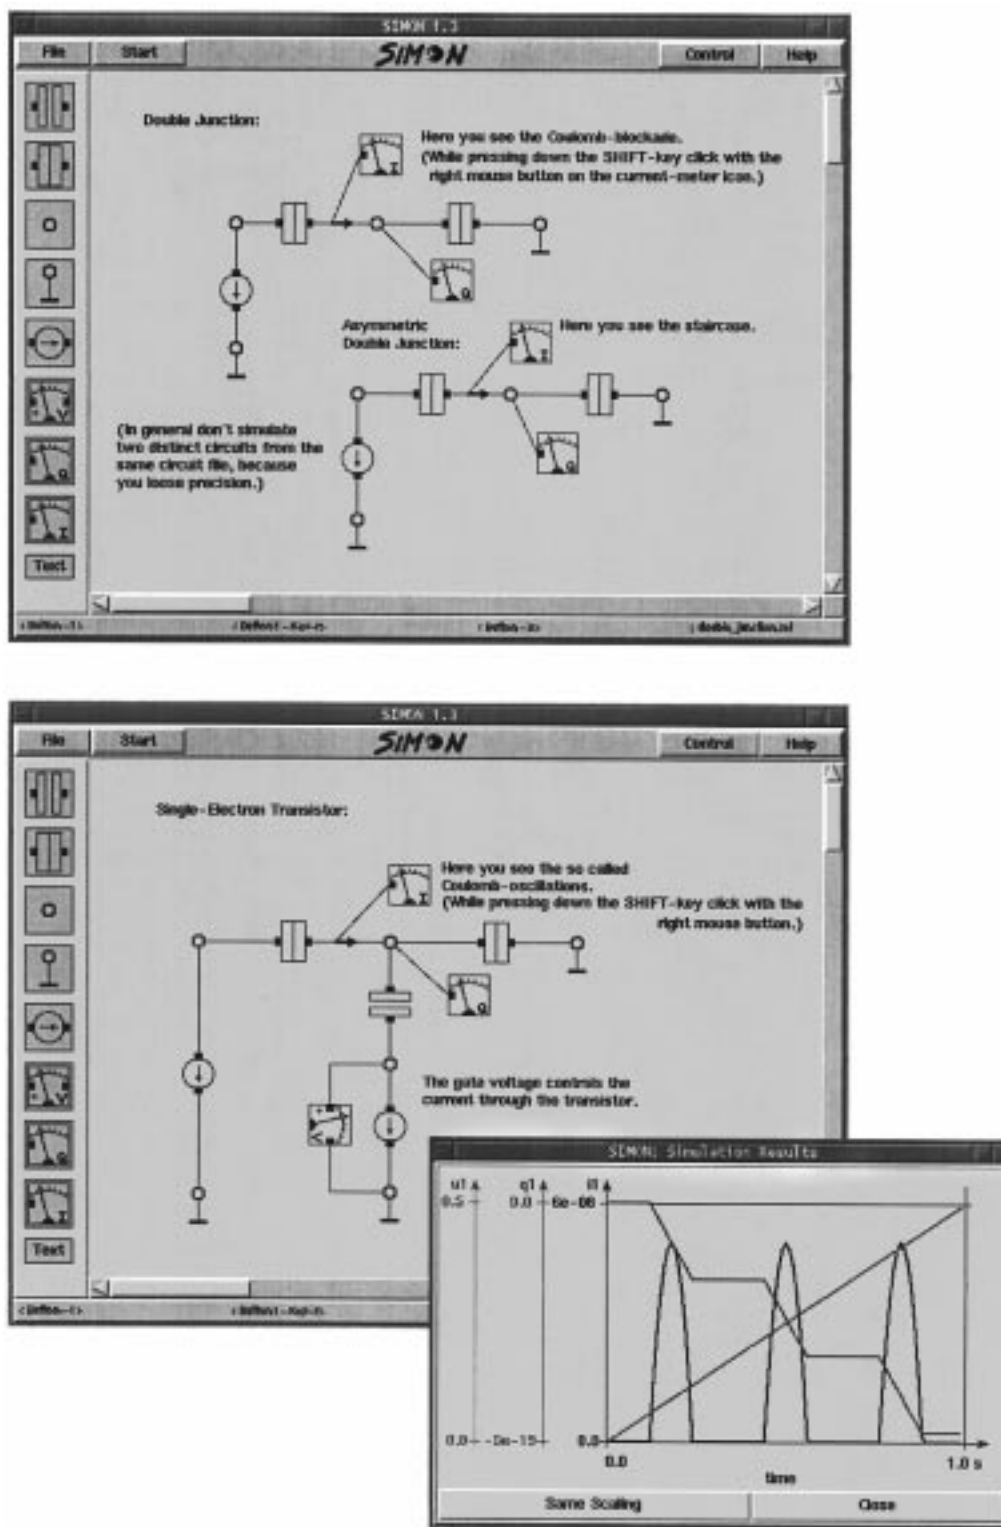 SIMON 1.3
File Start SIMON Control Help
Double Junction:
Here you see the Coulomb-blockade.
(While pressing down the SHIFT-key click with the
right mouse button on the current-meter icon.)
I
Q
Asymmetric
Double Junction:
Here you see the staircase.
I
Q
(In general don't simulate
two distinct circuits from the
same circuit file, because
you loose precision.)
V
Q
I
Text
SIMON 1.3
File Start SIMON Control Help
Single-Electron Transistor:
Here you see the so called
Coulomb-oscillations.
(While pressing down the SHIFT-key click with the
right mouse button.)
I
Q
The gate voltage controls the
current through the transistor.
V
V
Q
I
Text
SIMON: Simulation Results
u1 q1 i1
0.5 0.0 6e-08
0.0 0.0
0.0 1.0 s
time
Same Scaling Close